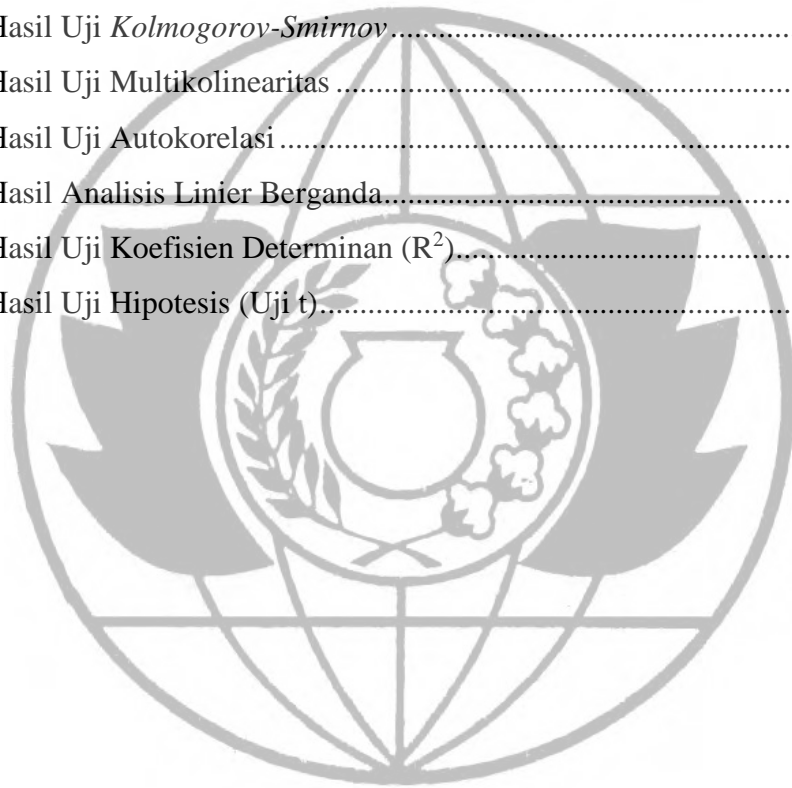 Hasil Uji Kolmogorov-Smirnov................................................................
Hasil Uji Multikolinearitas........................................................................
Hasil Uji Autokorelasi................................................................................
Hasil Analisis Linier Berganda..................................................................
Hasil Uji Koefisien Determinan (R²)......................................................
Hasil Uji Hipotesis (Uji t)...........................................................................